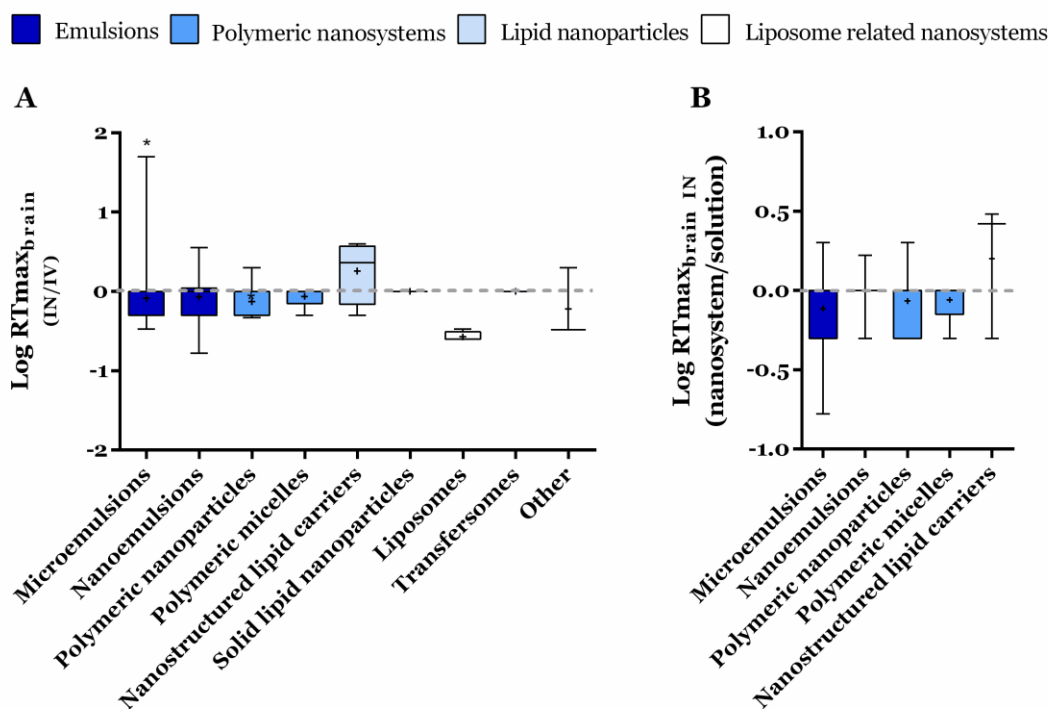 Emulsions Polymeric nanosystems Lipid nanoparticles Liposome related nanosystems
A
Log RTmaxbrain
(IN/IV)
2
1
0
-1
-2
*
Microemulsions
Nanoemulsions
Polymeric nanoparticles
Polymeric micelles
Nanostructured lipid carriers
Solid lipid nanoparticles
Liposomes
Transfersomes
Other
B
Log RTmaxbrain IN
(nanosystem/solution)
1.0
0.5
0.0
-0.5
-1.0
Microemulsions
Nanoemulsions
Polymeric nanoparticles
Polymeric micelles
Nanostructured lipid carriers